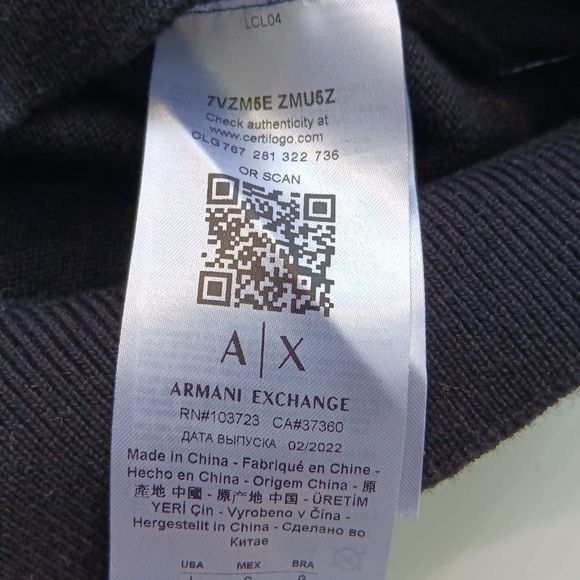 LCL04
7VZM5E ZMU5Z
Check authenticity at
www.certilogo.com
CLG 767 281 322 736
OR SCAN
A|X
ARMANI EXCHANGE
RN#103723 CA#37360
ДАТА ВЫПУСКА 02/2022
Made in China - Fabriqué en Chine -
Hecho en China - Origem China - 原
產地 中國 - 原产地 中国 - ÜRETİM
YERİ Çin - Vyrobeno v Čína -
Hergestellt in China - Сделано во
Китае
USA MEX BRA
L G G